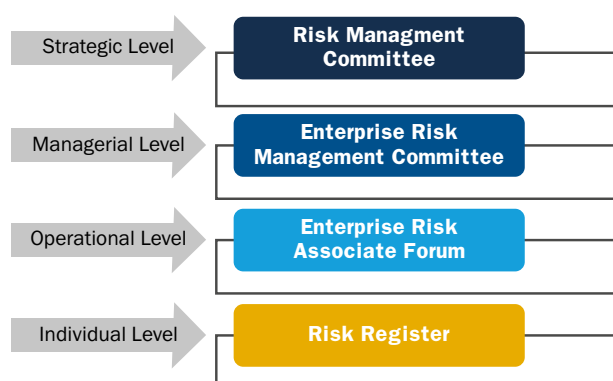 Strategic Level
Risk Managment
Committee
Managerial Level
Enterprise Risk
Management Committee
Operational Level
Enterprise Risk
Associate Forum
Individual Level
Risk Register